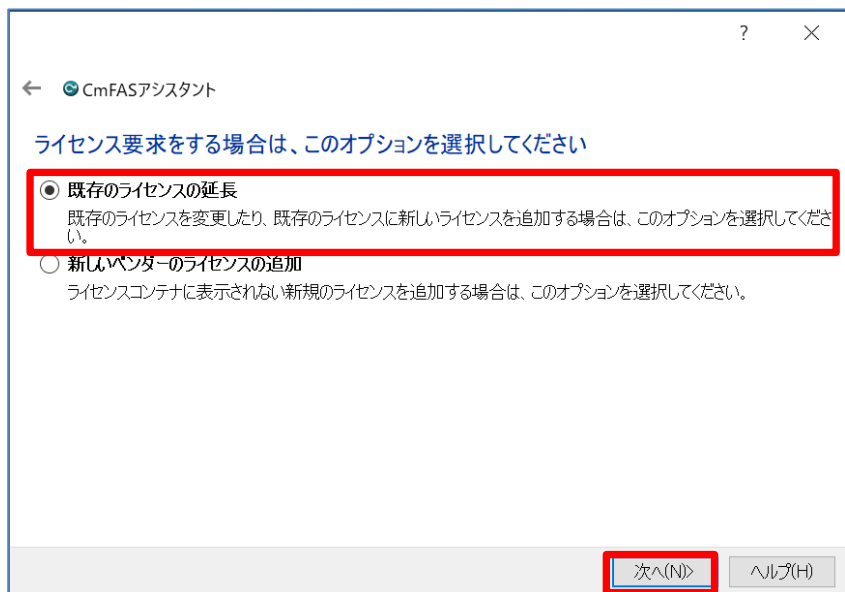 ?
CmFASアシスタント
ライセンス要求をする場合は、このオプションを選択してください
既存のライセンスの延長
既存のライセンスを変更したり、既存のライセンスに新しいライセンスを追加する場合は、このオプションを選択してくださ
い。
新しいベンダーのライセンスの追加
ライセンスコンテナに表示されない新規のライセンスを追加する場合は、このオプションを選択してください。
次へ(N)>
ヘルプ(H)